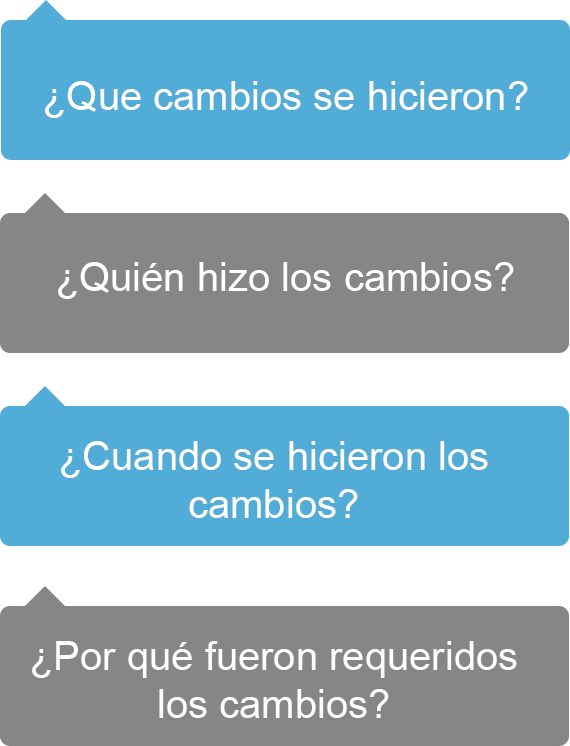 ¿Que cambios se hicieron?
¿Quién hizo los cambios?
¿Cuando se hicieron los
cambios?
¿Por qué fueron requeridos
los cambios?